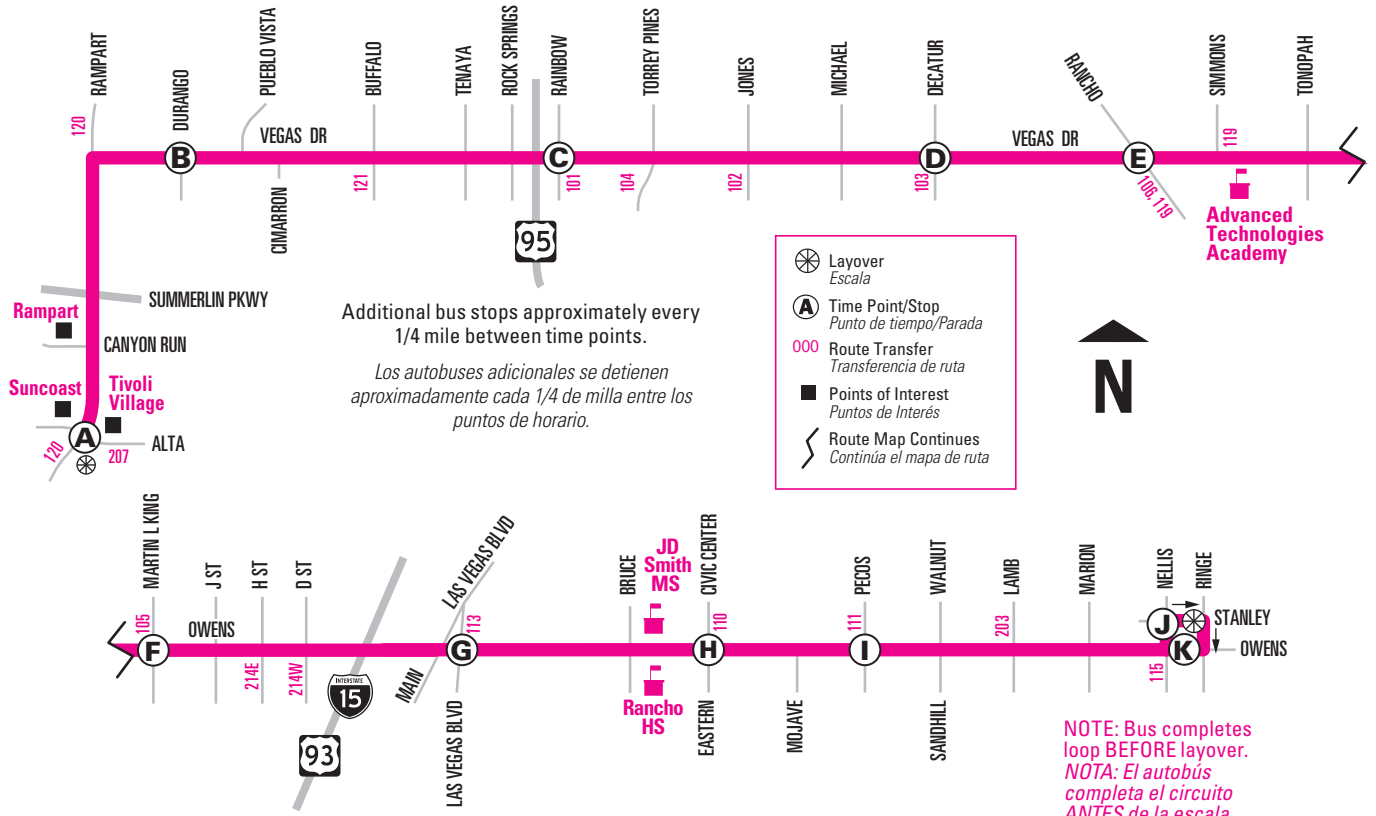 RAMPART
DURANGO
PUEBLO VISTA
BUFFALO
TENAYA
ROCK SPRINGS
RAINBOW
TORREY PINES
JONES
MICHAEL
DECATUR
RANCHO
SIMMONS
TONOPAH
120
119
VEGAS DR
VEGAS DR
B
C
D
E
CIMARRON
121
101
104
102
103
106, 119
95
Advanced
Technologies
Academy
SUMMERLIN PKWY
Rampart
CANYON RUN
Suncoast
Tivoli
Village
A
ALTA
120
207
Additional bus stops approximately every
1/4 mile between time points.
Los autobuses adicionales se detienen
aproximadamente cada 1/4 de milla entre los
puntos de horario.
Layover
Escala
A
Time Point/Stop
Punto de tiempo/Parada
000
Route Transfer
Transferencia de ruta
Points of Interest
Puntos de Interés
Route Map Continues
Continúa el mapa de ruta
N
MARTIN L KING
J ST
H ST
D ST
LAS VEGAS BLVD
BRUCE
JD
Smith
MS
CIVIC CENTER
PECOS
WALNUT
LAMB
MARION
NELLIS
RINGE
105
113
110
111
203
OWENS
STANLEY
OWENS
F
G
H
I
J
K
214E
214W
INTERSTATE
15
93
MAIN
LAS VEGAS BLVD
Rancho
HS
EASTERN
MOJAVE
SANDHILL
115
NOTE: Bus completes
loop BEFORE layover.
NOTA: El autobús
completa el circuito
ANTES de la escala